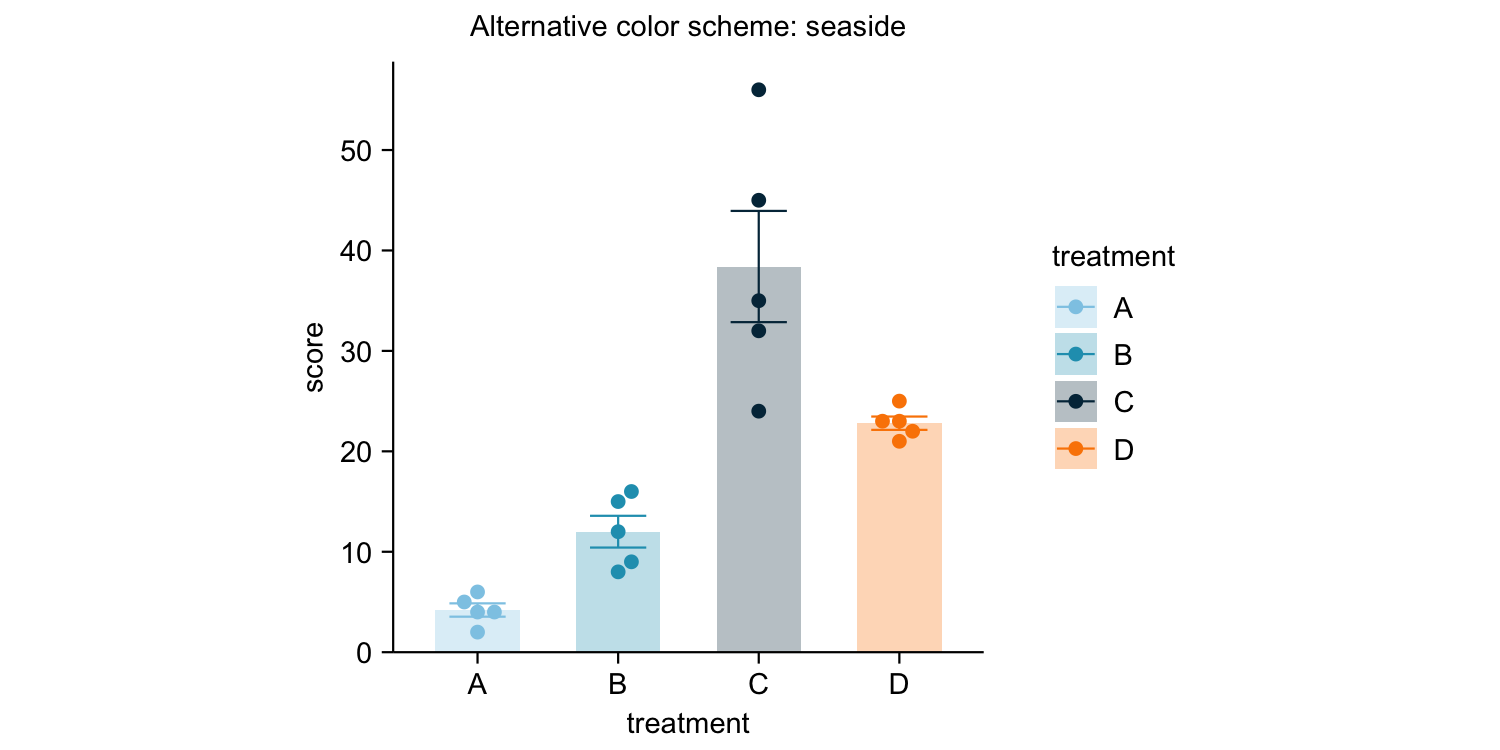 Alternative color scheme: seaside
50
40
30
20
10
0
score
A B C D
treatment
treatment
A
B
C
D